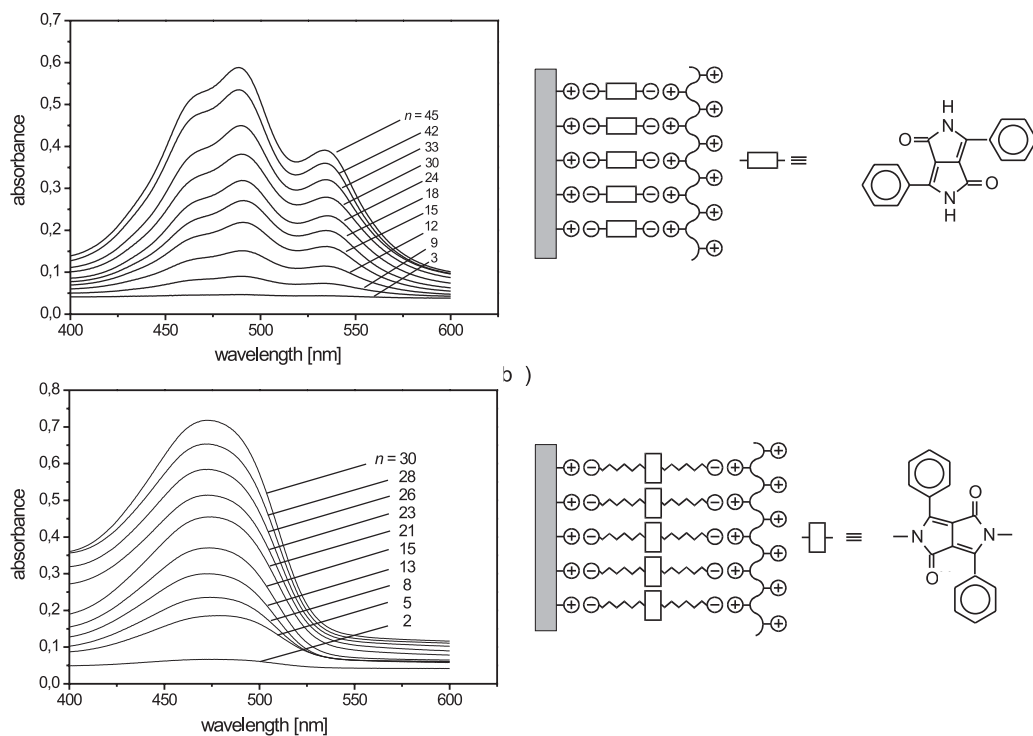 0,7
0,6
0,5
0,4
0,3
0,2
0,1
0,0
absorbance
400 450 500 550 600
wavelength [nm]
n = 45
42
33
30
24
18
15
12
9
3
+ − − + +
+ − − +
+ − − + +
+ − − +
+ − − + +
≡
H
N
O
O
N
H
b )
0,8
0,7
0,6
0,5
0,4
0,3
0,2
0,1
0,0
absorbance
400 450 500 550 600
wavelength [nm]
n = 30
28
26
23
21
15
13
8
5
2
+ − − + +
+ − − + +
+ − − + +
+ − − + +
+ − − + +
≡
O
N
N
O